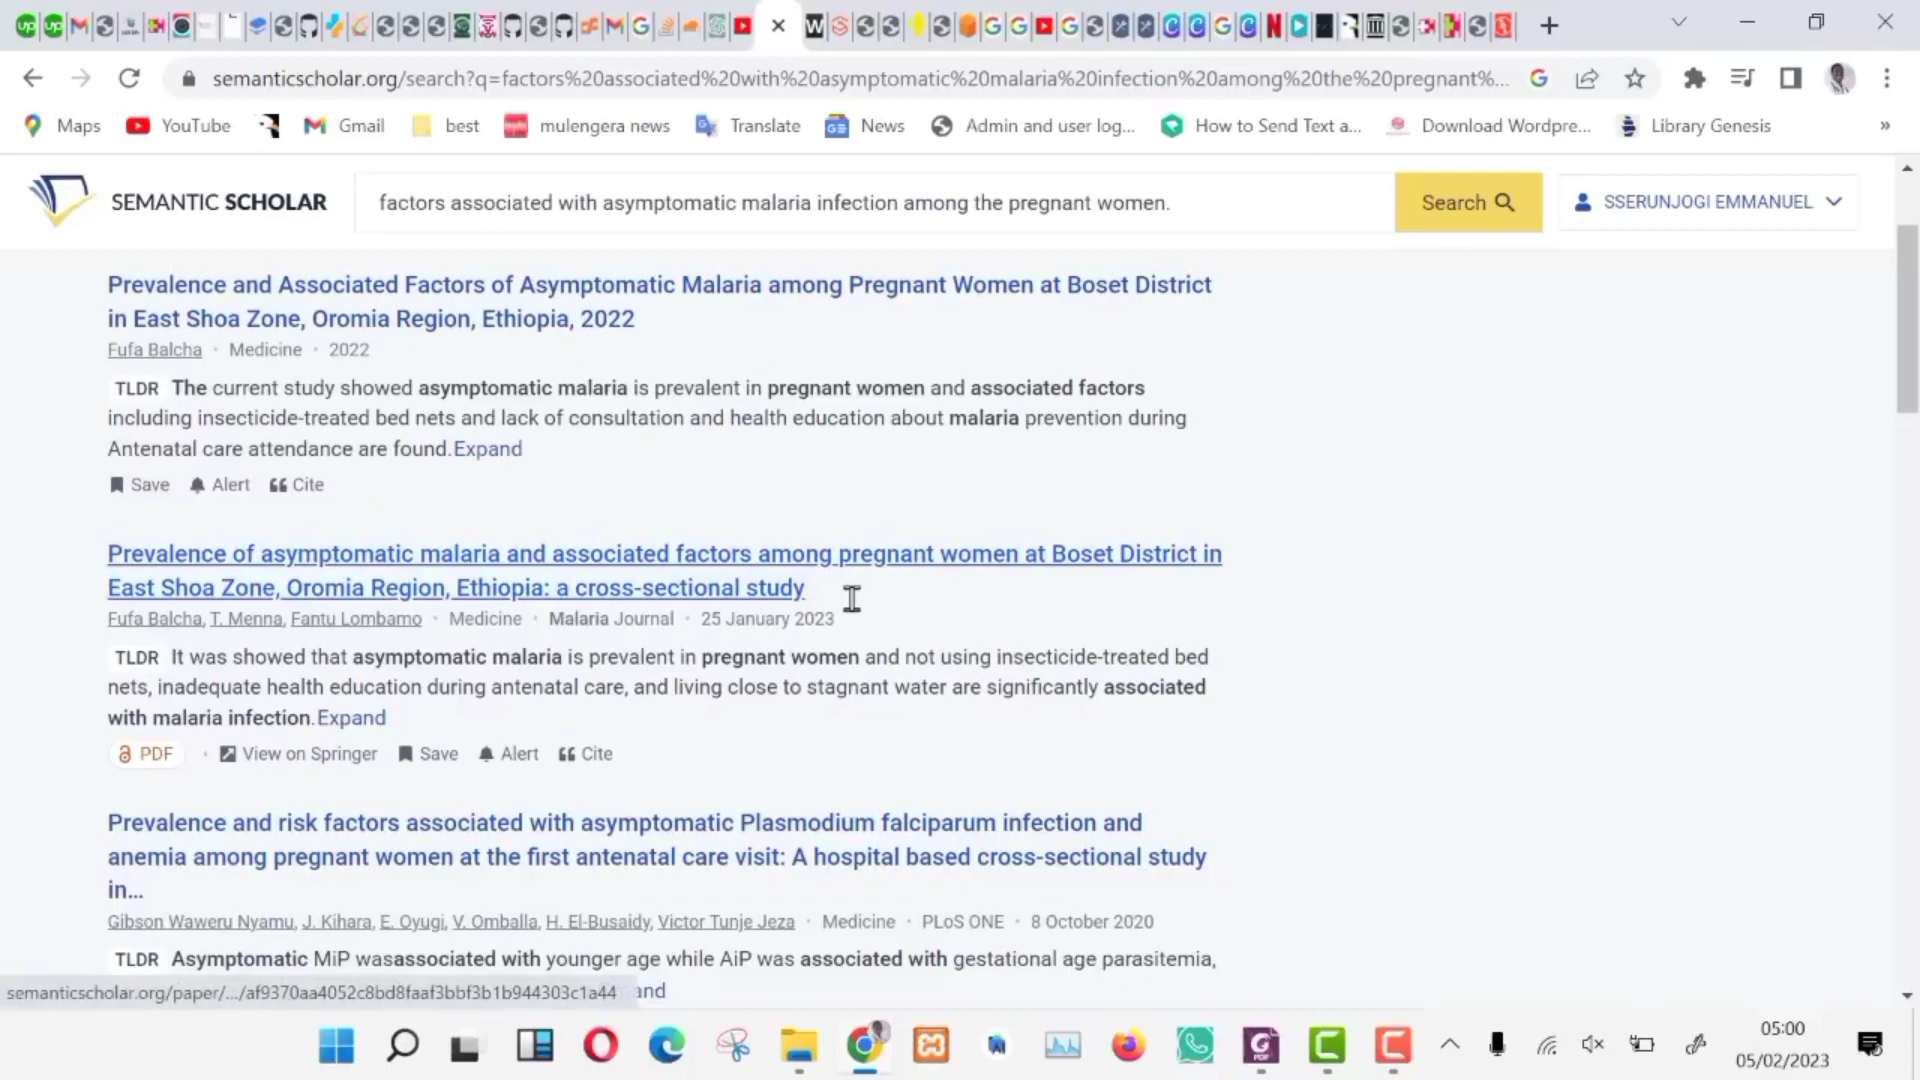 semanticscholar.org/search?q=factors%20associated%20with%20asymptomatic%20malaria%20infection%20among%20the%20pregnant%...
Maps YouTube Gmail best mulengera news Translate News Admin and user log... How to Send Text a... Download Wordpre... Library Genesis »
SEMANTIC SCHOLAR
factors associated with asymptomatic malaria infection among the pregnant women.
Search
SSERUNJOGI EMMANUEL
Prevalence and Associated Factors of Asymptomatic Malaria among Pregnant Women at Boset District
in East Shoa Zone, Oromia Region, Ethiopia, 2022
Fufa Balcha · Medicine · 2022
TLDR The current study showed asymptomatic malaria is prevalent in pregnant women and associated factors
including insecticide-treated bed nets and lack of consultation and health education about malaria prevention during
Antenatal care attendance are found.Expand
Save Alert Cite
Prevalence of asymptomatic malaria and associated factors among pregnant women at Boset District in
East Shoa Zone, Oromia Region, Ethiopia: a cross-sectional study
Fufa Balcha, T. Menna, Fantu Lombamo · Medicine · Malaria Journal · 25 January 2023
TLDR It was showed that asymptomatic malaria is prevalent in pregnant women and not using insecticide-treated bed
nets, inadequate health education during antenatal care, and living close to stagnant water are significantly associated
with malaria infection.Expand
PDF · View on Springer Save Alert Cite
Prevalence and risk factors associated with asymptomatic Plasmodium falciparum infection and
anemia among pregnant women at the first antenatal care visit: A hospital based cross-sectional study
in...
Gibson Waweru Nyamu, J. Kihara, E. Oyugi, V. Omballa, H. El-Busaidy, Victor Tunje Jeza · Medicine · PLoS ONE · 8 October 2020
TLDR Asymptomatic MiP wasassociated with younger age while AiP was associated with gestational age parasitemia,
semanticscholar.org/paper/.../af9370aa4052c8bd8faaf3bbf3b1b944303c1a44 and
05:00
05/02/2023